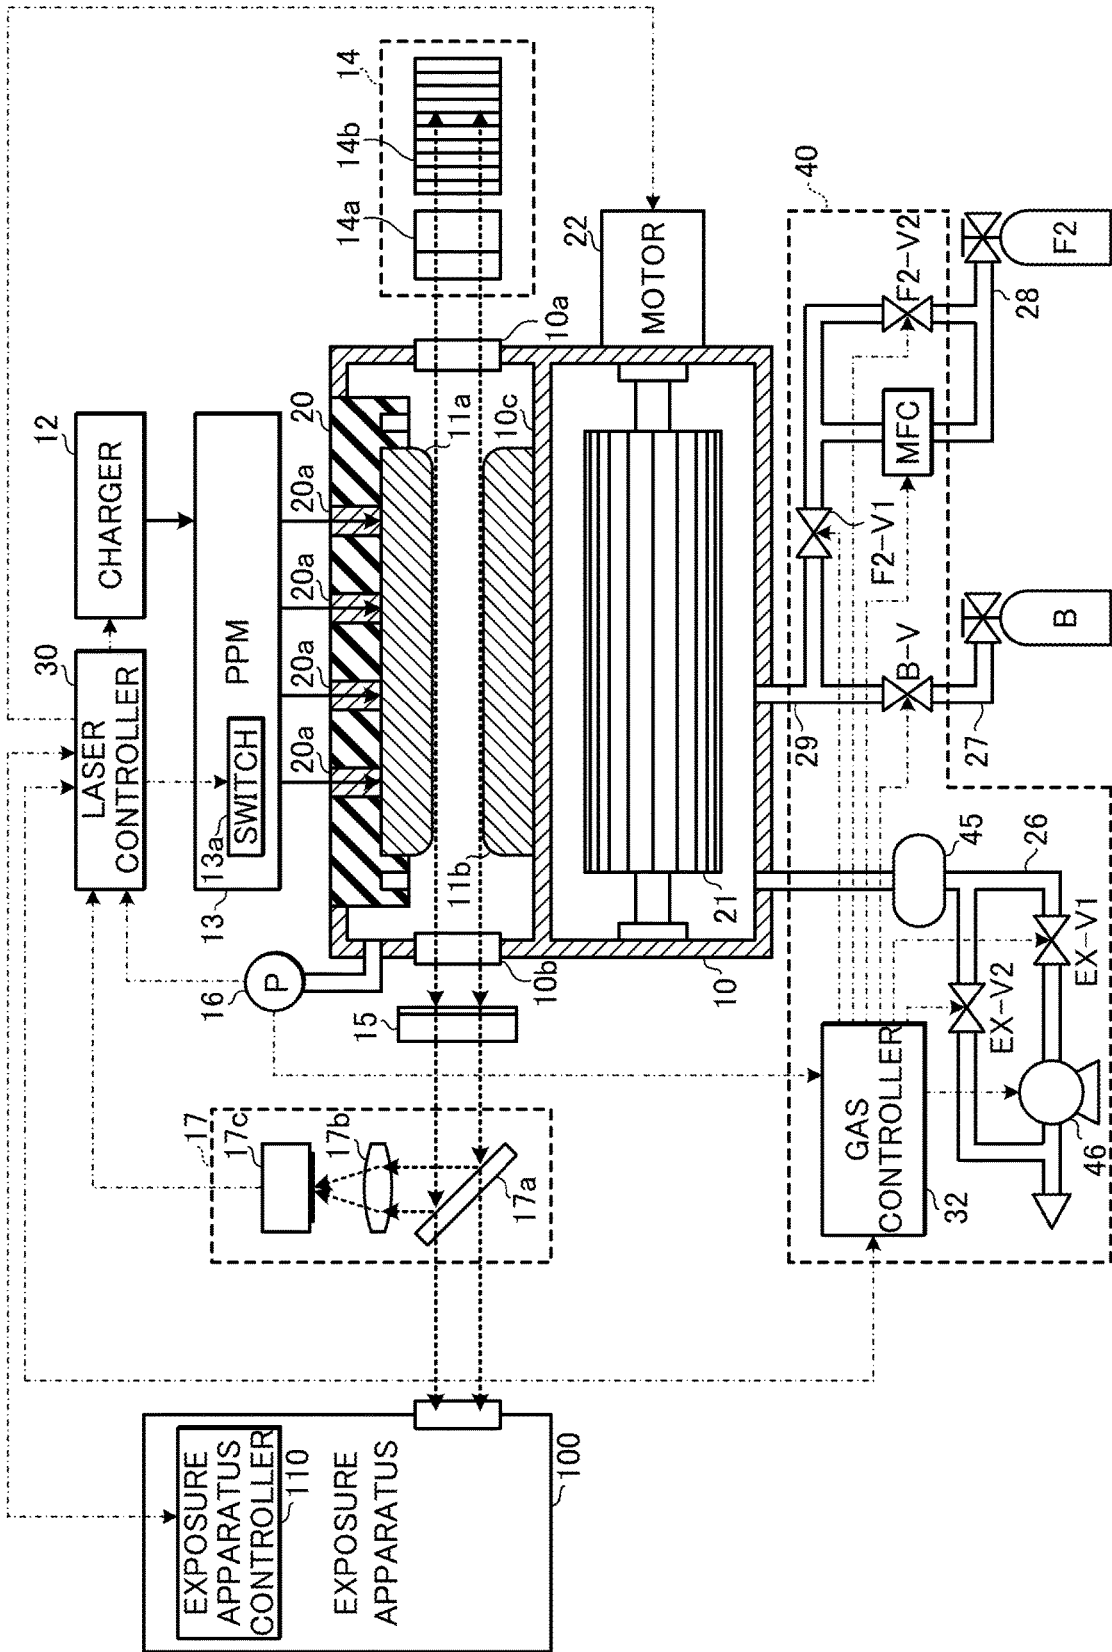 12
CHARGER
30
LASER
CONTROLLER
PPM
SWITCH
13a
13
14
14b
14a
20
20a
20a
20a
20a
10a
11a
10c
11b
10b
16
P
15
17
17c
17b
17a
EXPOSURE
APPARATUS
CONTROLLER
110
EXPOSURE
APPARATUS
100
22
MOTOR
21
10
40
F2-V2
F2
28
MFC
F2-V1
B-V
B
29
27
45
26
EX-V1
EX-V2
46
GAS
CONTROLLER
32